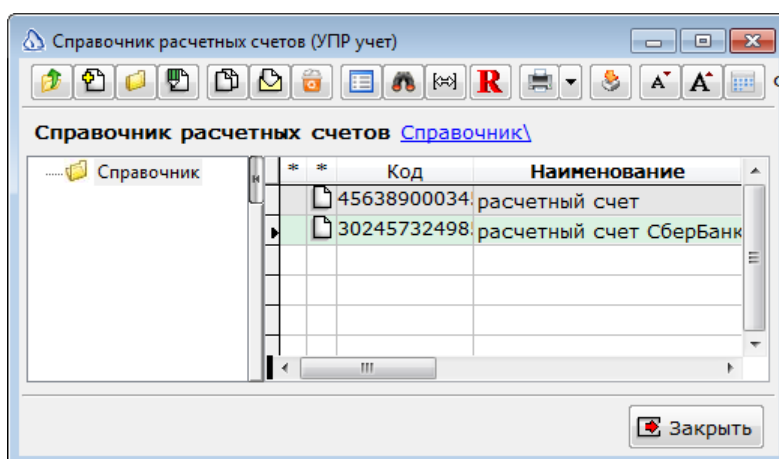 Справочник расчетных счетов (УПР учет)
R А А
Справочник расчетных счетов Справочник\
Справочник
* * Код Наименование
45638900034 расчетный счет
30245732498 расчетный счет СберБанк
Закрыть